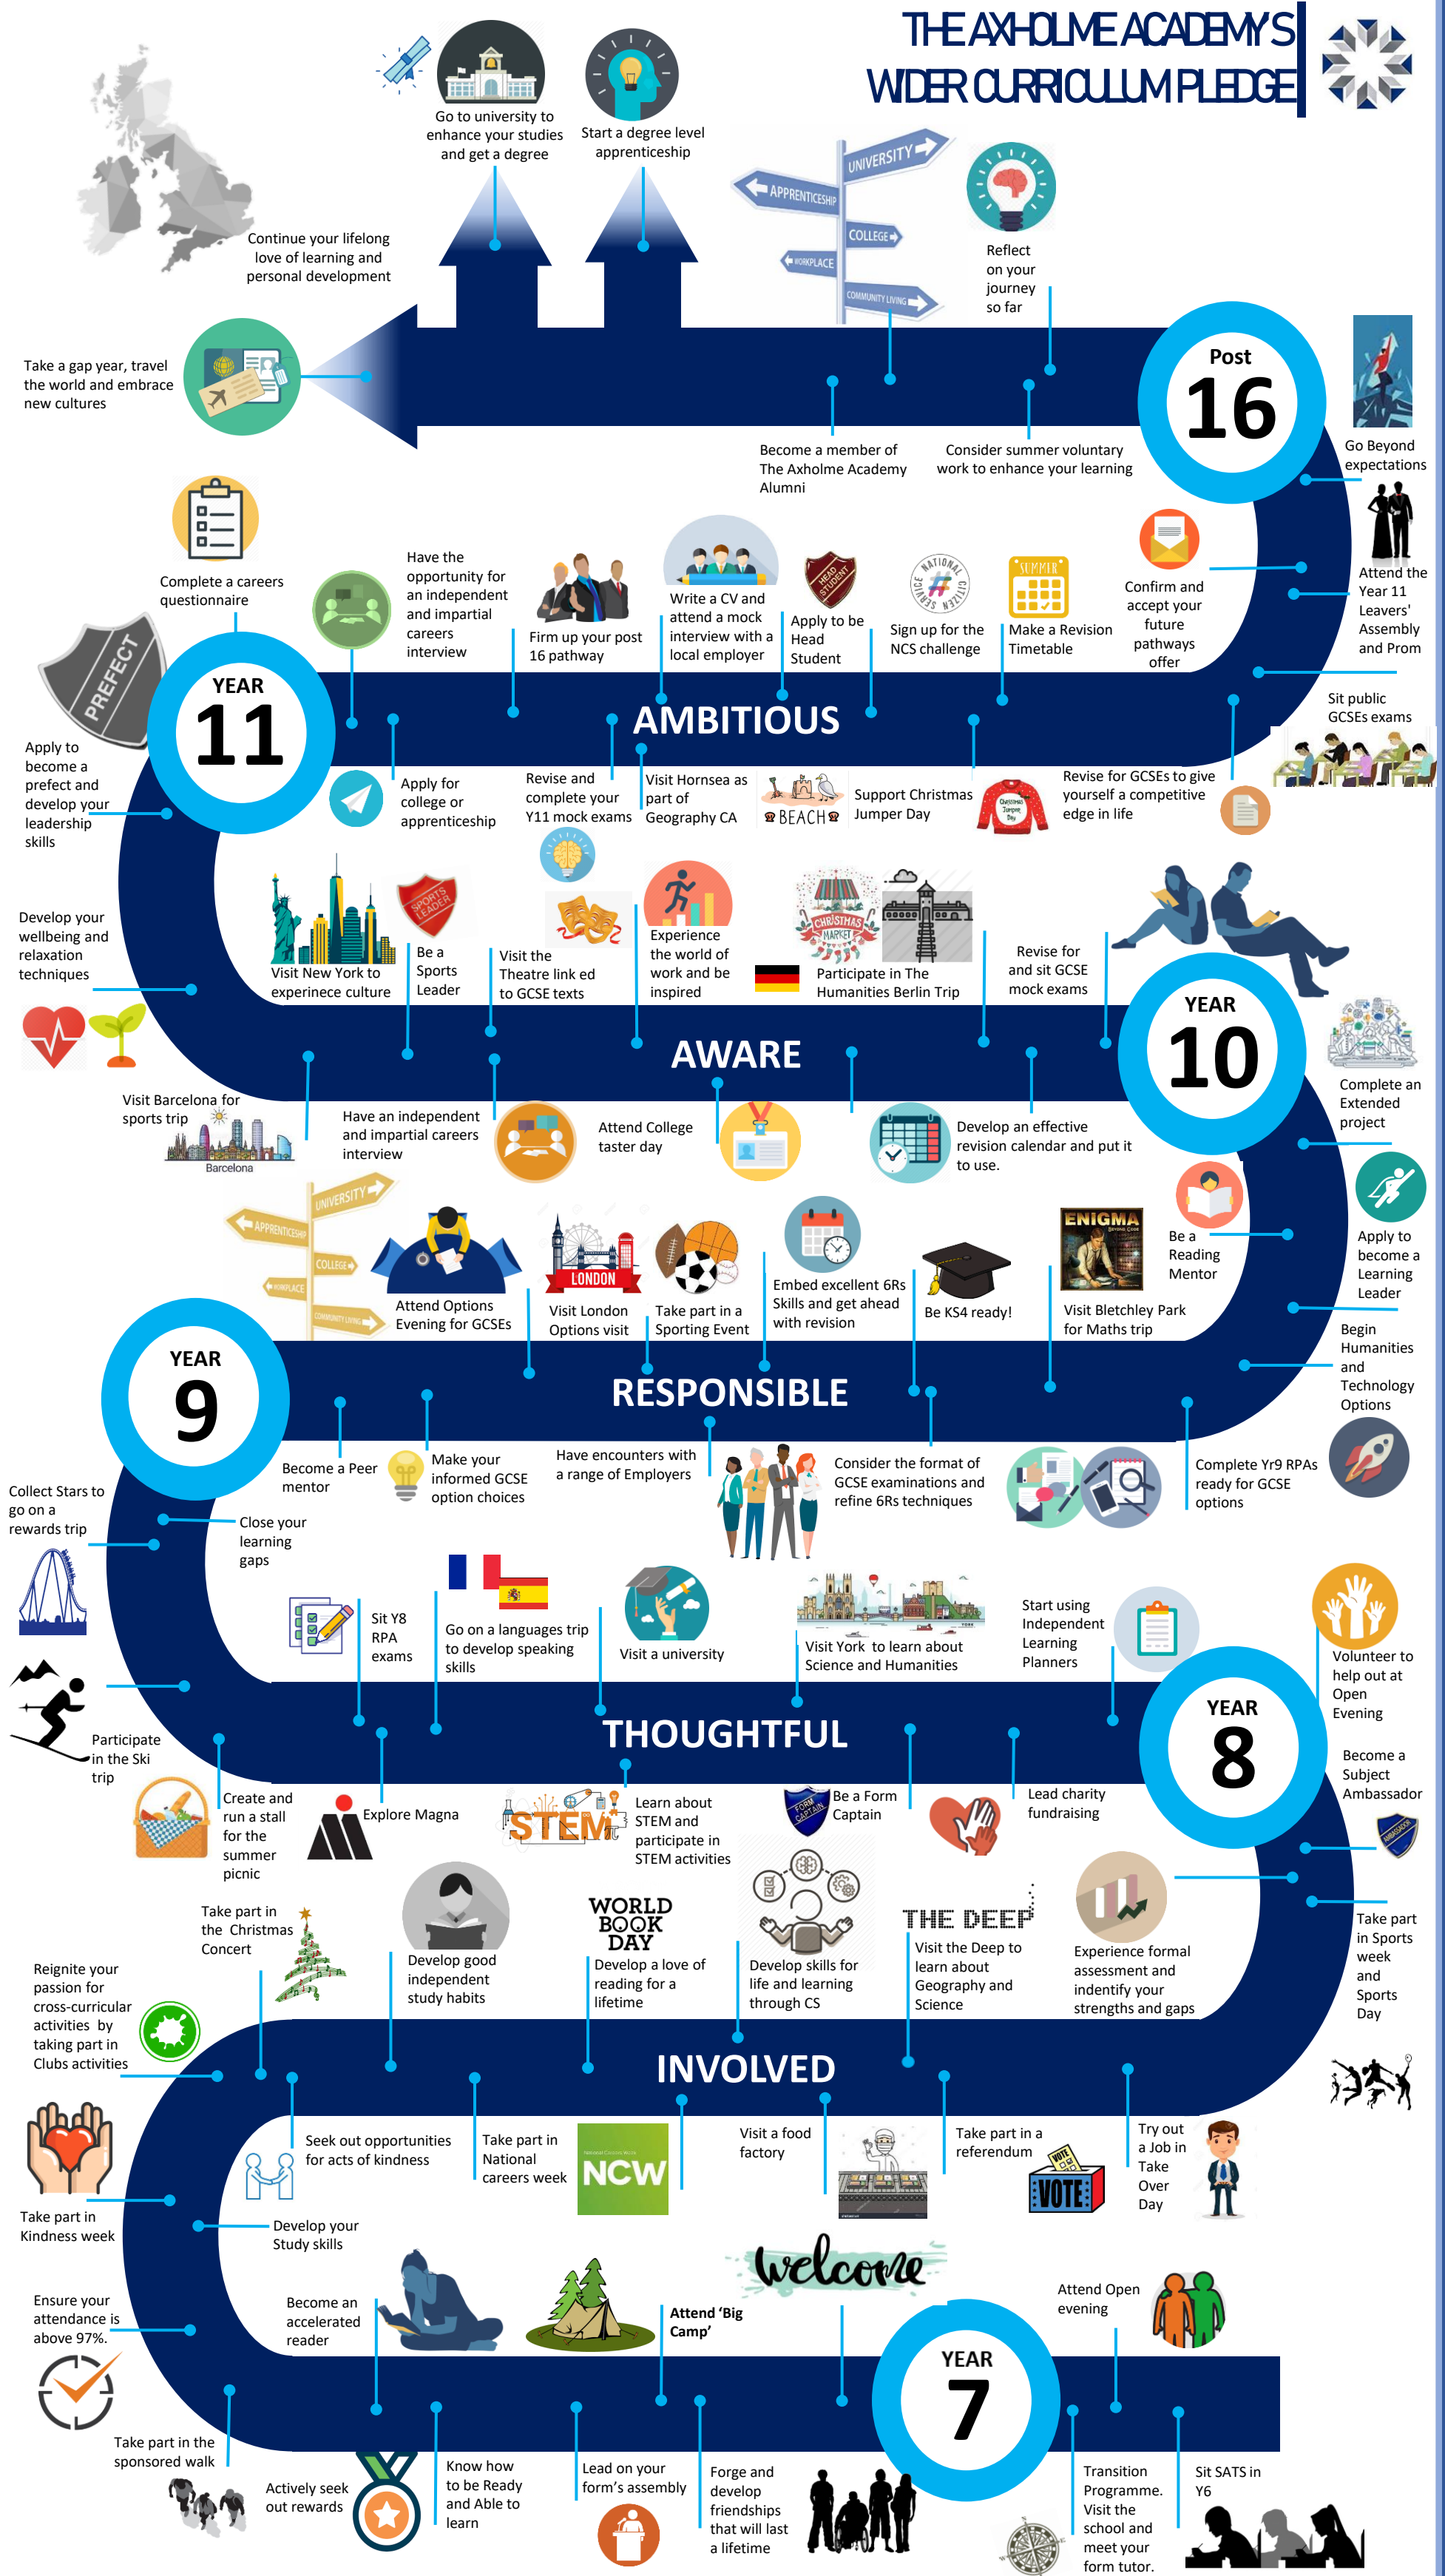 THE AXHOLME ACADEMY'S
WIDER CURRICULUM PLEDGE
Go to university to
enhance your studies
and get a degree
Start a degree level
apprenticeship
UNIVERSITY
APPRENTICESHIP
COLLEGE
WORKPLACE
COMMUNITY LIVING
Reflect
on your
journey
so far
Continue your lifelong
love of learning and
personal development
Take a gap year, travel
the world and embrace
new cultures
Post
16
Go Beyond
expectations
Become a member of
The Axholme Academy
Alumni
Consider summer voluntary
work to enhance your learning
Attend the
Year 11
Leavers'
Assembly
and Prom
Complete a careers
questionnaire
Have the
opportunity for
an independent
and impartial
careers
interview
Firm up your post
16 pathway
Write a CV and
attend a mock
interview with a
local employer
HEAD
STUDENT
Apply to be
Head
Student
NATIONAL
CITIZEN
SERVICE
Sign up for the
NCS challenge
SUMMER
Make a Revision
Timetable
Confirm and
accept your
future
pathways
offer
PREFECT
YEAR
11
AMBITIOUS
Sit public
GCSEs exams
Apply to
become a
prefect and
develop your
leadership
skills
Apply for
college or
apprenticeship
Revise and
complete your
Y11 mock exams
Visit Hornsea as
part of
Geography CA
BEACH
Support Christmas
Jumper Day
Christmas
Jumper
Day
Revise for GCSEs to give
yourself a competitive
edge in life
Develop your
wellbeing and
relaxation
techniques
Visit New York to
experinece culture
SPORTS
LEADER
Be a
Sports
Leader
Visit the
Theatre link ed
to GCSE texts
Experience
the world of
work and be
inspired
CHRISTMAS
MARKET
Participate in The
Humanities Berlin Trip
Revise for
and sit GCSE
mock exams
YEAR
10
AWARE
Complete an
Extended
project
Visit Barcelona for
sports trip
Barcelona
Have an independent
and impartial careers
interview
Attend College
taster day
Develop an effective
revision calendar and put it
to use.
UNIVERSITY
APPRENTICESHIP
COLLEGE
WORKPLACE
COMMUNITY LIVING
Attend Options
Evening for GCSEs
LONDON
Visit London
Options visit
Take part in a
Sporting Event
Embed excellent 6Rs
Skills and get ahead
with revision
Be KS4 ready!
ENIGMA
BEYOND CODE
Visit Bletchley Park
for Maths trip
Be a
Reading
Mentor
Apply to
become a
Learning
Leader
Begin
Humanities
and
Technology
Options
YEAR
9
RESPONSIBLE
Become a Peer
mentor
Make your
informed GCSE
option choices
Have encounters with
a range of Employers
Consider the format of
GCSE examinations and
refine 6Rs techniques
Complete Yr9 RPAs
ready for GCSE
options
Collect Stars to
go on a
rewards trip
Close your
learning
gaps
Sit Y8
RPA
exams
Go on a languages trip
to develop speaking
skills
Visit a university
YORK
Visit York to learn about
Science and Humanities
Start using
Independent
Learning
Planners
Volunteer to
help out at
Open
Evening
YEAR
8
THOUGHTFUL
Participate
in the Ski
trip
Create and
run a stall
for the
summer
picnic
Explore Magna
STEM
Learn about
STEM and
participate in
STEM activities
FORM
CAPTAIN
Be a Form
Captain
Lead charity
fundraising
Become a
Subject
Ambassador
AMBASSADOR
Take part in
the Christmas
Concert
Develop good
independent
study habits
WORLD
BOOK
DAY
Develop a love of
reading for a
lifetime
Develop skills for
life and learning
through CS
THE DEEP
Visit the Deep to
learn about
Geography and
Science
Experience formal
assessment and
indentify your
strengths and gaps
Take part
in Sports
week
and
Sports
Day
Reignite your
passion for
cross-curricular
activities by
taking part in
Clubs activities
INVOLVED
Seek out opportunities
for acts of kindness
Take part in
National
careers week
National Careers Week
NCW
Visit a food
factory
Take part in a
referendum
VOTE
VOTE
Try out
a Job in
Take
Over
Day
Take part in
Kindness week
Develop your
Study skills
welcome
Ensure your
attendance is
above 97%.
Become an
accelerated
reader
Attend ‘Big
Camp’
Attend Open
evening
YEAR
7
Take part in the
sponsored walk
Actively seek
out rewards
Know how
to be Ready
and Able to
learn
Lead on your
form’s assembly
Forge and
develop
friendships
that will last
a lifetime
Transition
Programme.
Visit the
school and
meet your
form tutor.
Sit SATS in
Y6